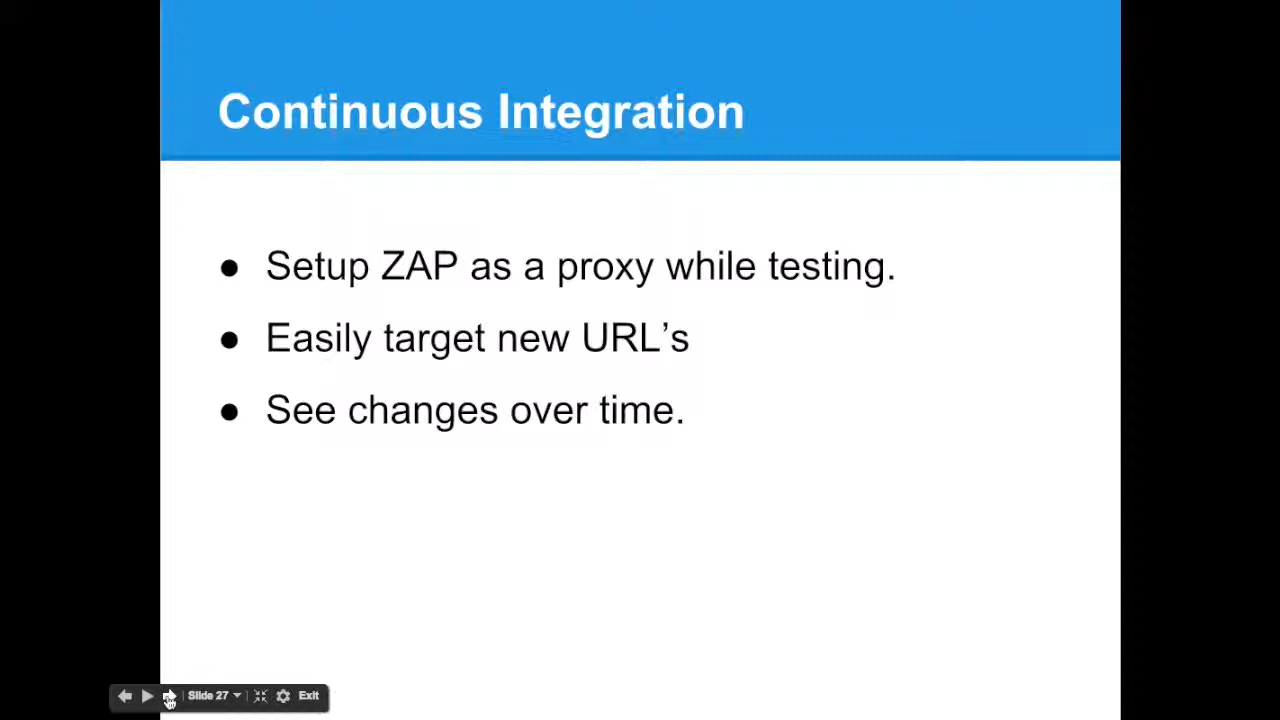 Continuous Integration
● Setup ZAP as a proxy while testing.
● Easily target new URL’s
● See changes over time.
Slide 27
Exit